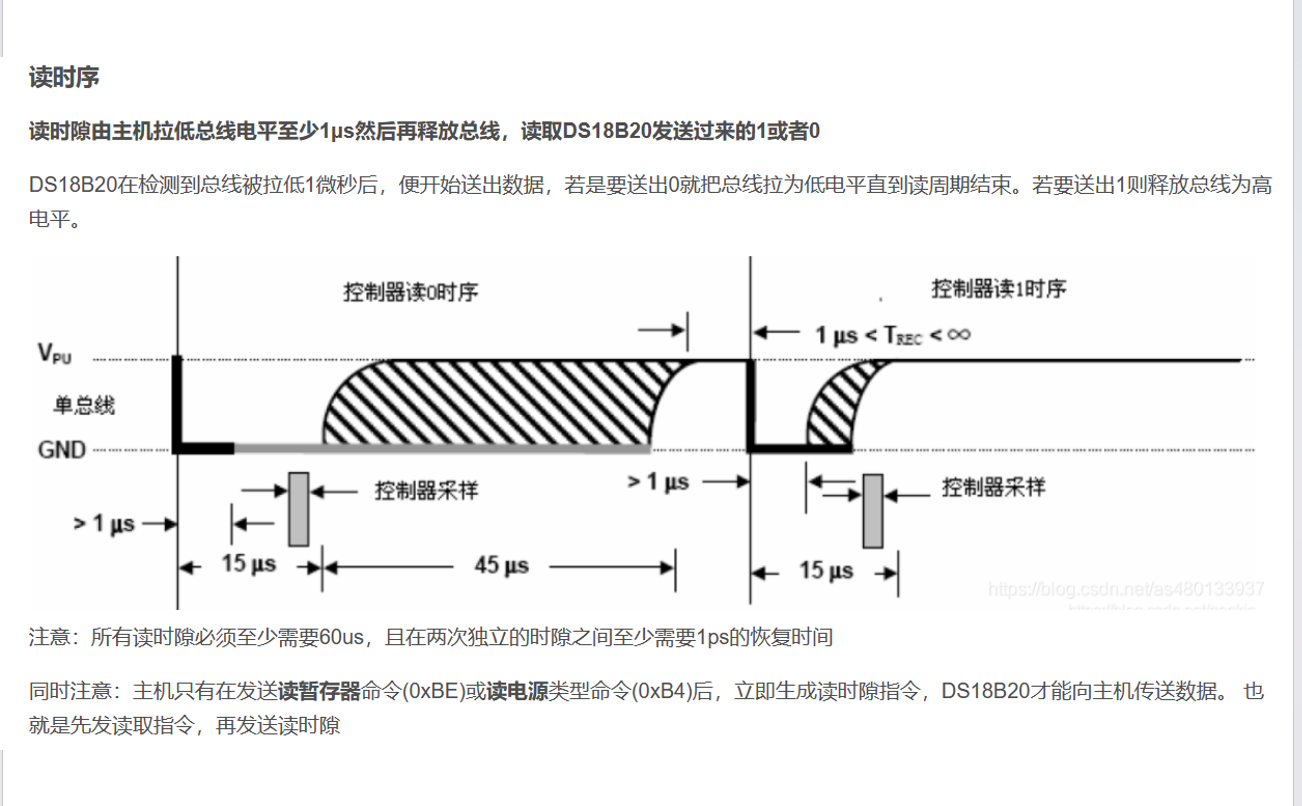 读时序
读时隙由主机拉低总线电平至少1μs然后再释放总线，读取DS18B20发送过来的1或者0
DS18B20在检测到总线被拉低1微秒后，便开始送出数据，若是要送出0就把总线拉为低电平直到读周期结束。若要送出1则释放总线为高
电平。
控制器读0时序
控制器读1时序
1 μs < TREC < ∞
VPU
单总线
GND
控制器采样
> 1 μs
控制器采样
> 1 μs
15 μs
45 μs
15 μs
https://blog.csdn.net/as480133937
注意：所有读时隙必须至少需要60us，且在两次独立的时隙之间至少需要1ps的恢复时间
同时注意：主机只有在发送读暂存器命令(0xBE)或读电源类型命令(0xB4)后，立即生成读时隙指令，DS18B20才能向主机传送数据。 也
就是先发读取指令，再发送读时隙